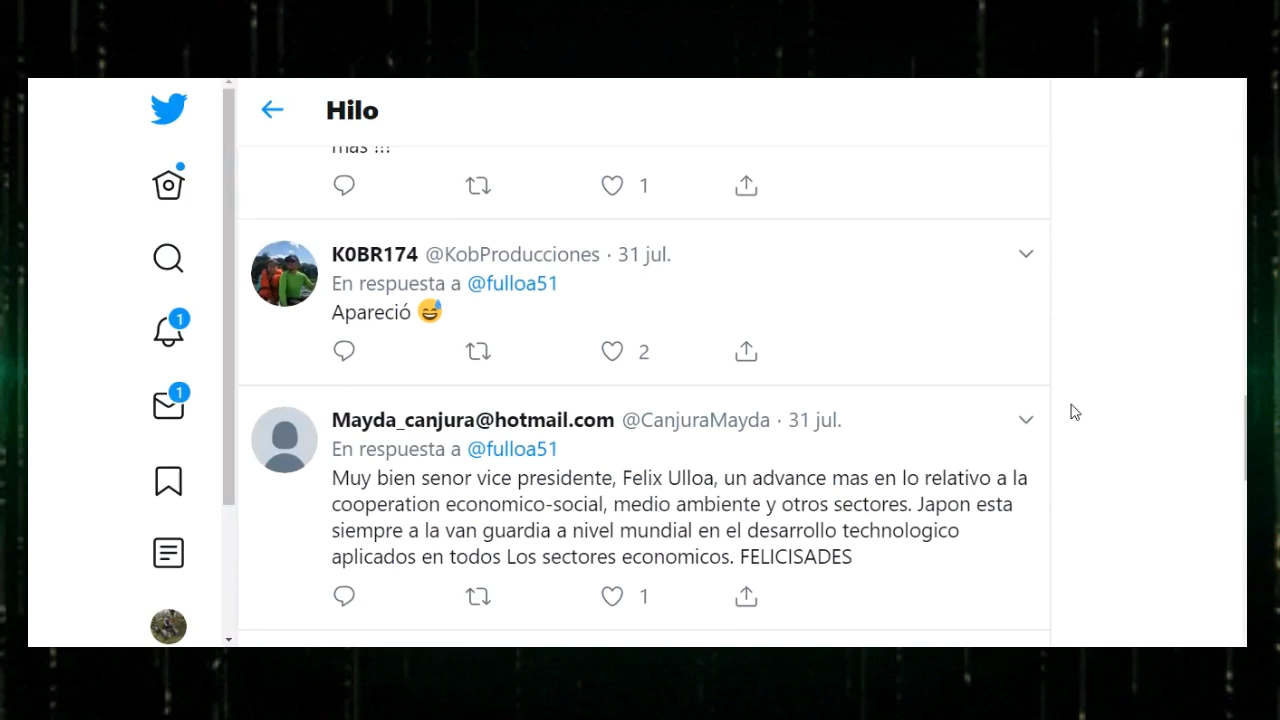 Hilo
mas !!!
1
K0BR174 @KobProducciones · 31 jul.
En respuesta a @fulloa51
1
Apareció 😅
2
1
Mayda_canjura@hotmail.com @CanjuraMayda · 31 jul.
En respuesta a @fulloa51
Muy bien senor vice presidente, Felix Ulloa, un advance mas en lo relativo a la
cooperation economico-social, medio ambiente y otros sectores. Japon esta
siempre a la van guardia a nivel mundial en el desarrollo technologico
aplicados en todos Los sectores economicos. FELICISADES
1